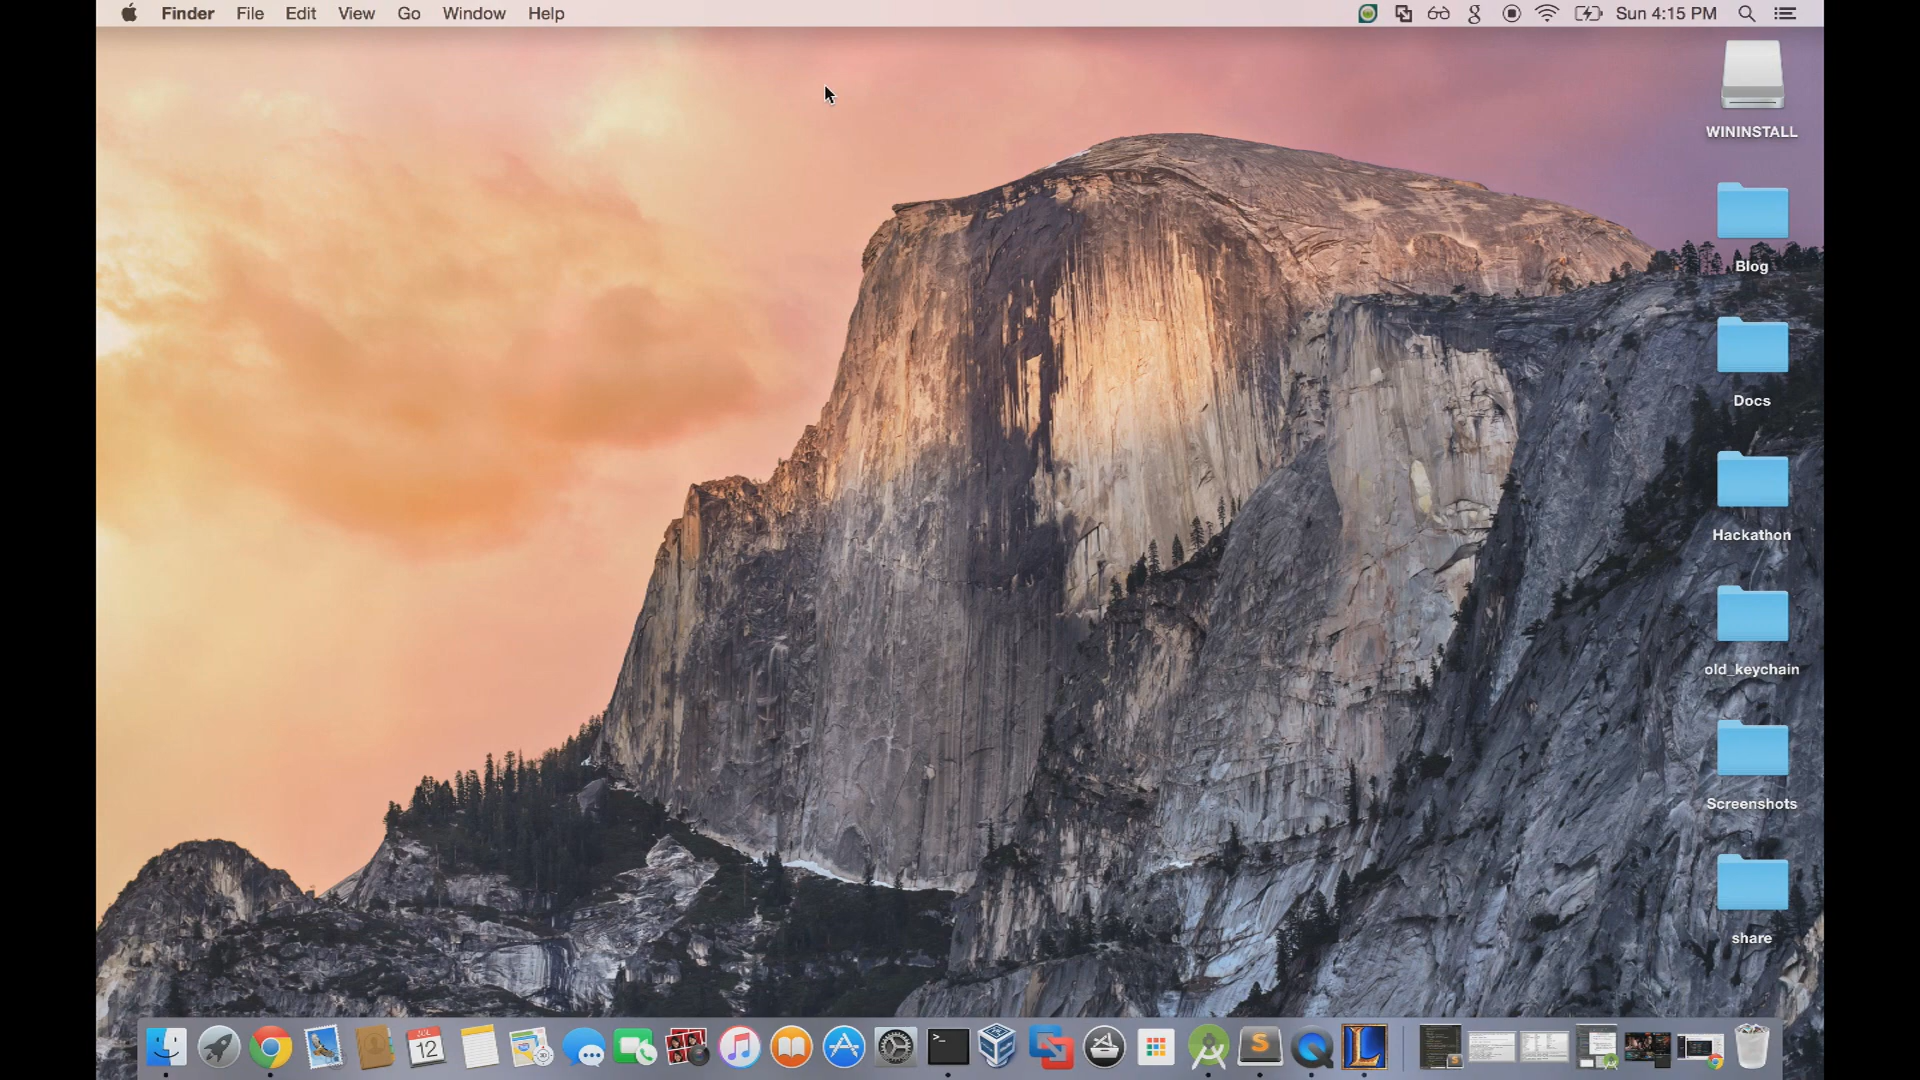 Finder File Edit View Go Window Help Sun 4:15 PM
WININSTALL
Blog
Docs
Hackathon
old_keychain
Screenshots
share
JUL
12